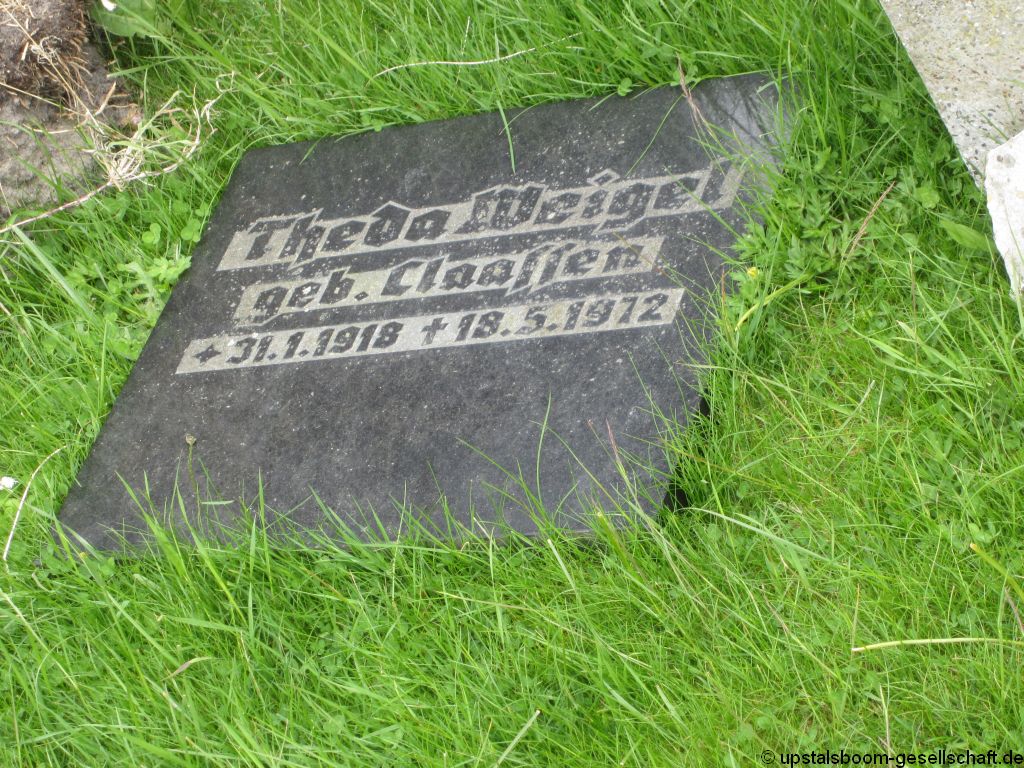 Theda Weigel
geb. Claassen
+ 31.1.1918 † 18.5.1972
© upstalsboom-gesellschaft.de